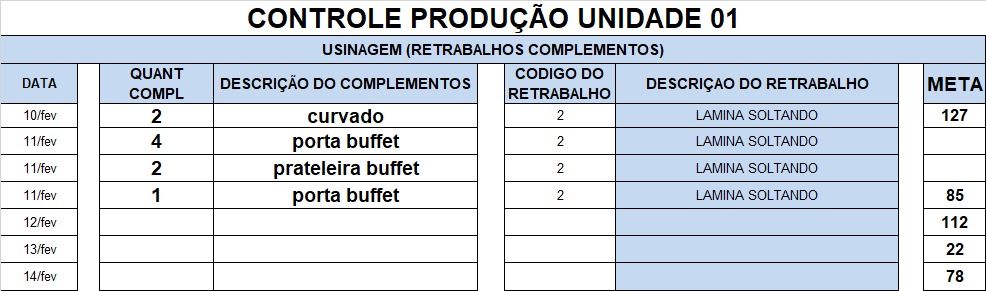 CONTROLE PRODUÇÃO UNIDADE 01
USINAGEM (RETRABALHOS COMPLEMENTOS)
DATA QUANT COMPL DESCRIÇÃO DO COMPLEMENTOS CODIGO DO RETRABALHO DESCRIÇAO DO RETRABALHO META
10/fev 2 curvado 2 LAMINA SOLTANDO 127
11/fev 4 porta buffet 2 LAMINA SOLTANDO
11/fev 2 prateleira buffet 2 LAMINA SOLTANDO
11/fev 1 porta buffet 2 LAMINA SOLTANDO 85
12/fev 112
13/fev 22
14/fev 78